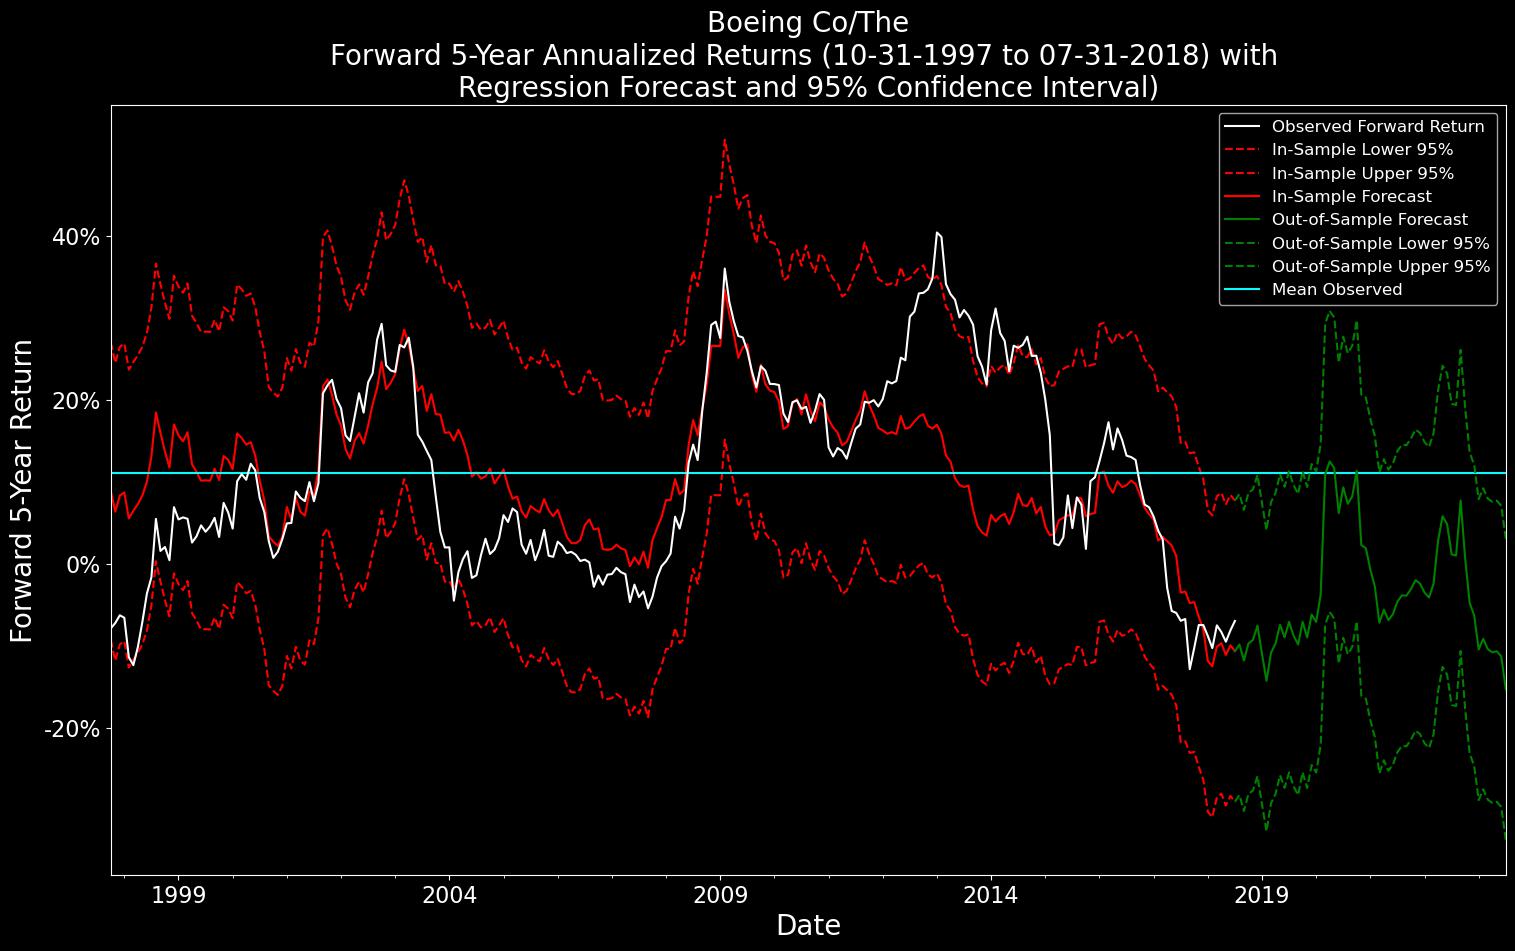 Boeing Co/The
Forward 5-Year Annualized Returns (10-31-1997 to 07-31-2018) with
Regression Forecast and 95% Confidence Interval)
Observed Forward Return
In-Sample Lower 95%
In-Sample Upper 95%
In-Sample Forecast
Out-of-Sample Forecast
Out-of-Sample Lower 95%
Out-of-Sample Upper 95%
Mean Observed
Forward 5-Year Return
40%
20%
0%
-20%
1999
2004
2009
2014
2019
Date